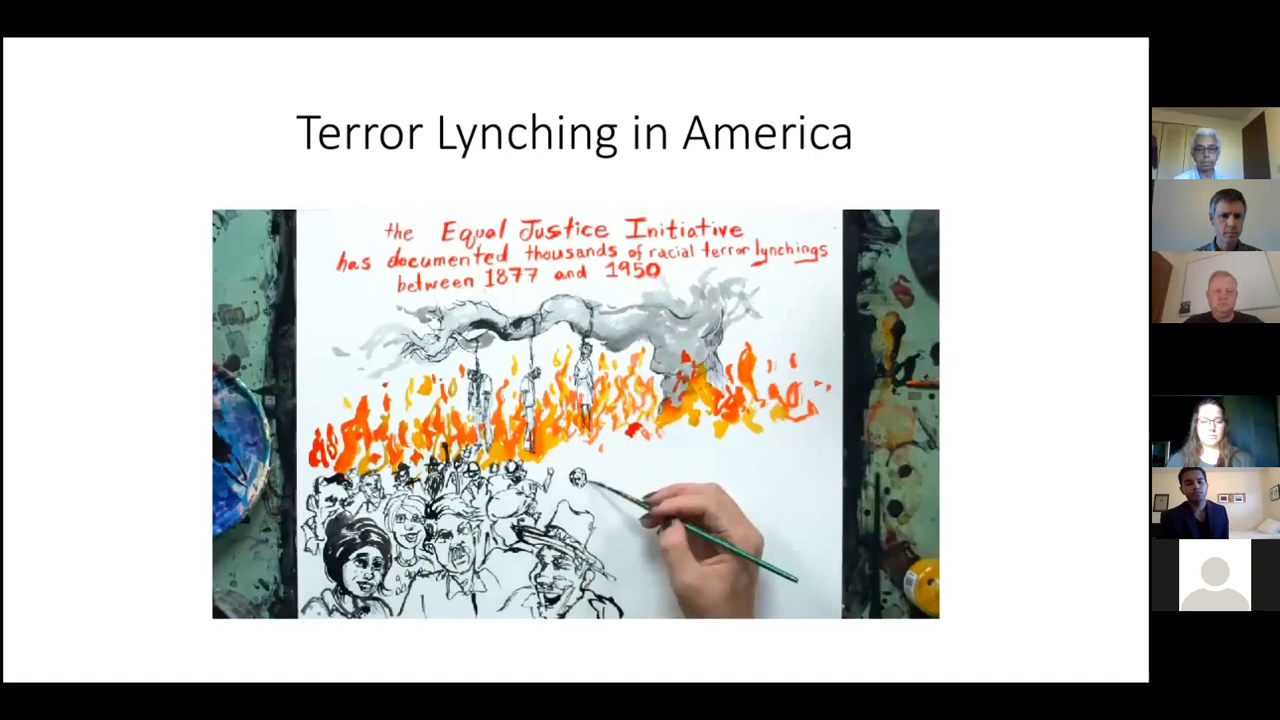 Terror Lynching in America
the Equal Justice Initiative
has documented thousands of racial terror lynchings
between 1877 and 1950